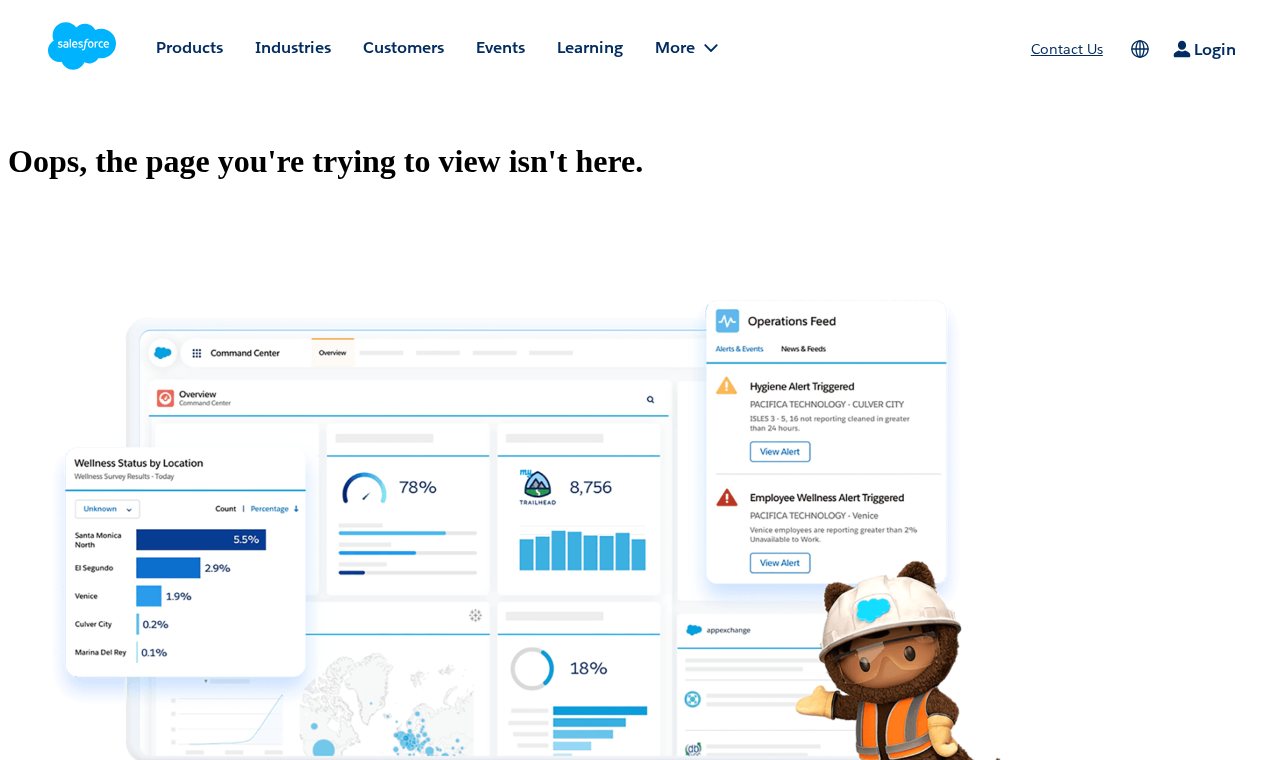 salesforce
Products Industries Customers Events Learning More
Contact Us
Login
Oops, the page you're trying to view isn't here.
Command Center
Overview
Overview
Command Center
78%
my
TRAILHEAD
8,756
18%
appexchange
Operations Feed
Alerts & Events News & Feeds
Hygiene Alert Triggered
PACIFICA TECHNOLOGY - CULVER CITY
ISLES 3 - 5, 16 not reporting cleaned in greater
than 24 hours.
View Alert
Employee Wellness Alert Triggered
PACIFICA TECHNOLOGY - Venice
Venice employees are reporting greater than 2%
Unavailable to Work.
View Alert
Wellness Status by Location
Wellness Survey Results - Today
Unknown
Count | Percentage
Santa Monica
North
5.5%
El Segundo 2.9%
Venice 1.9%
Culver City 0.2%
Marina Del Rey 0.1%